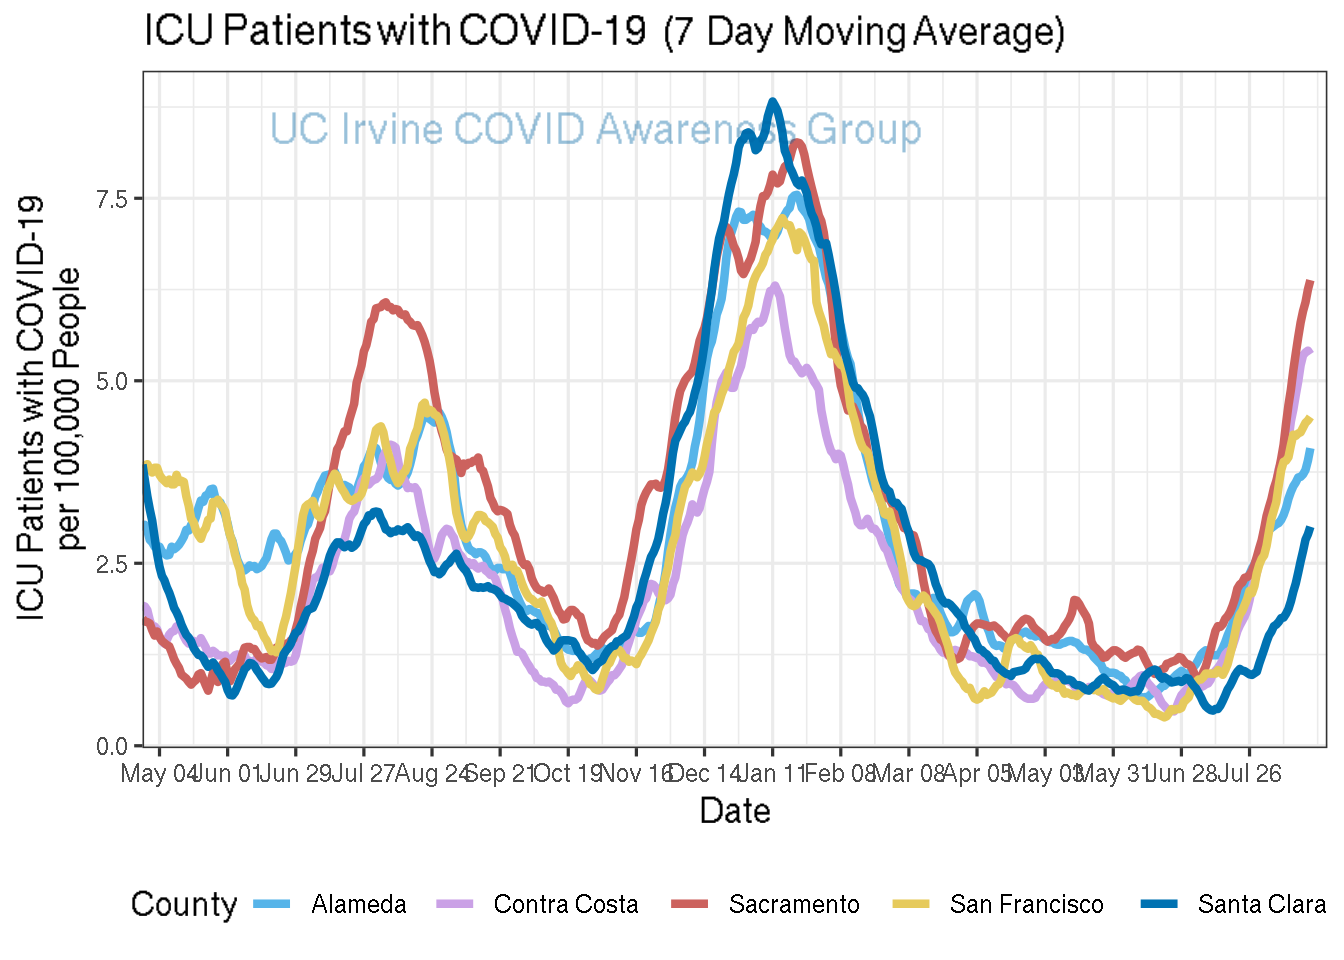 ICU Patients with COVID-19 (7 Day Moving Average)
UC Irvine COVID Awareness Group
ICU Patients with COVID-19
per 100,000 People
7.5
5.0
2.5
0.0
May 04 Jun 01 Jun 29 Jul 27 Aug 24 Sep 21 Oct 19 Nov 16 Dec 14 Jan 11 Feb 08 Mar 08 Apr 05 May 03 May 31 Jun 28 Jul 26
Date
County Alameda Contra Costa Sacramento San Francisco Santa Clara